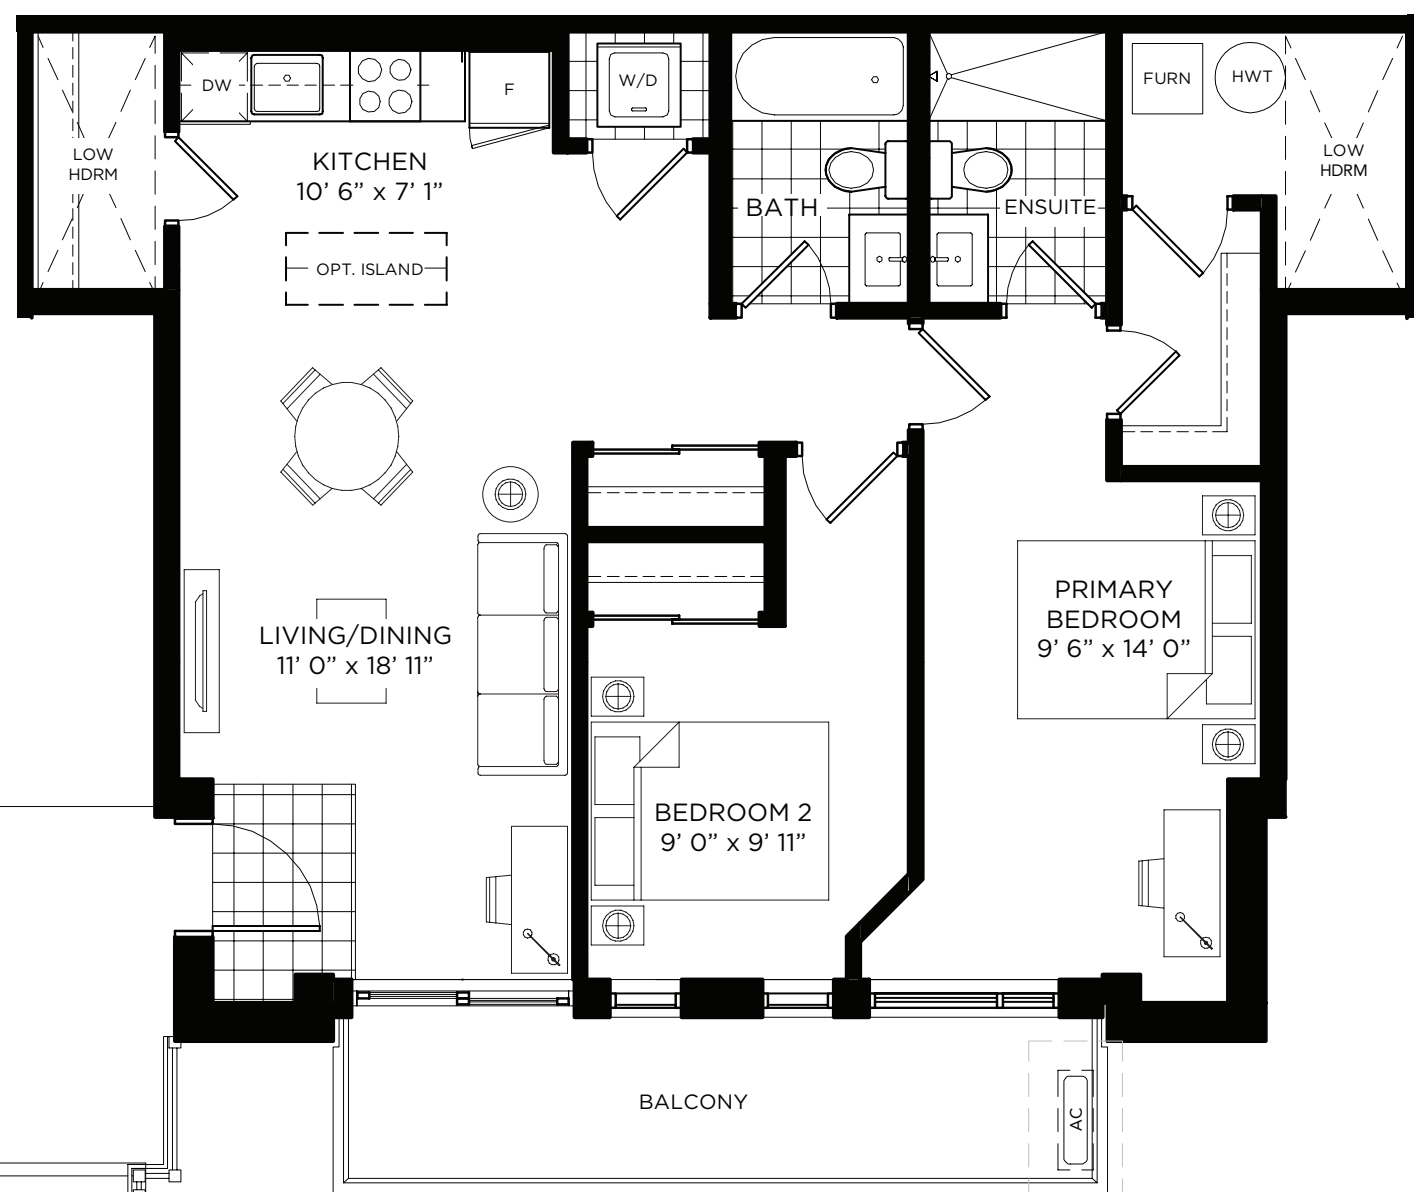 DW
F
W/D
FURN
HWT
LOW
HDRM
KITCHEN
10' 6” x 7' 1”
LOW
HDRM
BATH
ENSUITE
OPT. ISLAND
PRIMARY
BEDROOM
9’ 6” x 14’ 0”
LIVING/DINING
11’ 0” x 18’ 11”
BEDROOM 2
9’ 0” x 9’ 11”
BALCONY
AC